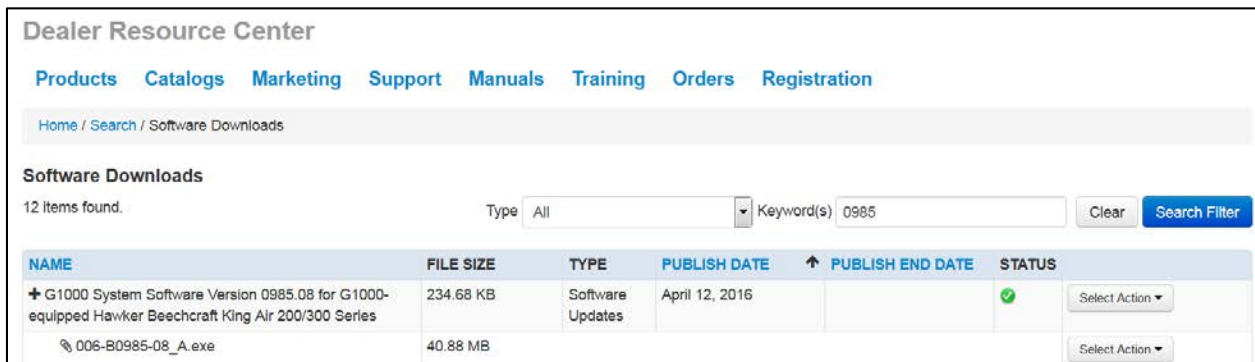 Dealer Resource Center
Products Catalogs Marketing Support Manuals Training Orders Registration
Home / Search / Software Downloads
Software Downloads
12 items found. Type All Keyword(s) 0985 Clear Search Filter
NAME FILE SIZE TYPE PUBLISH DATE PUBLISH END DATE STATUS
G1000 System Software Version 0985.08 for G1000- 234.68 KB Software April 12, 2016 Select Action
equipped Hawker Beechcraft King Air 200/300 Series Updates
006-B0985-08_A.exe 40.88 MB Select Action